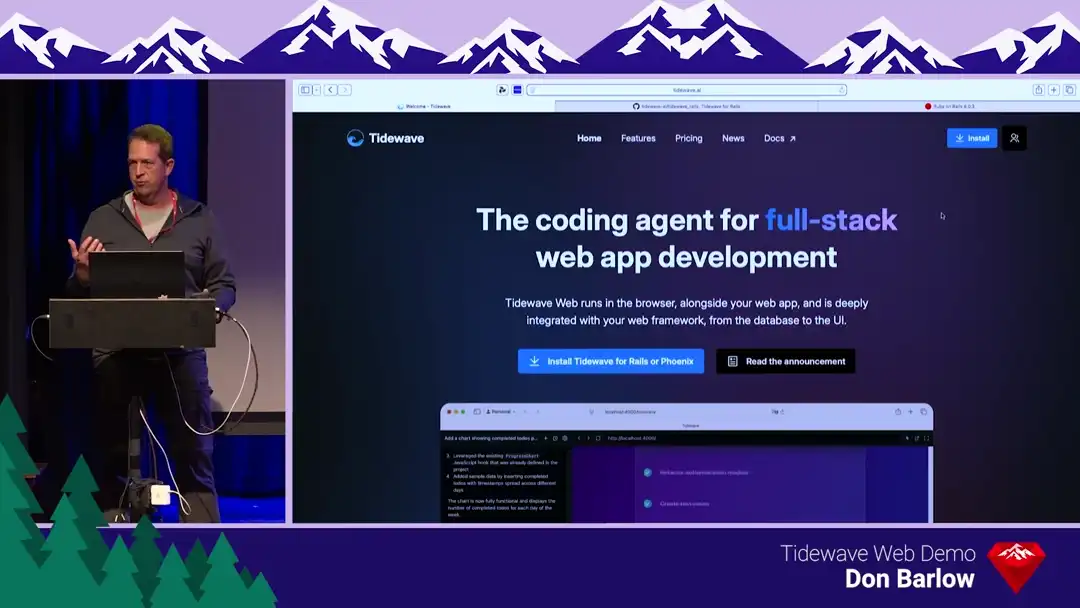 tidewave.ai
Welcome - Tidewave
Tidewave for Rails
Ruby on Rails 8.0.3
Tidewave
Home
Features
Pricing
News
Docs ↗
Install
The coding agent for full-stack
web app development
Tidewave Web runs in the browser, alongside your web app, and is deeply
integrated with your web framework, from the database to the UI.
Install Tidewave for Rails or Phoenix
Read the announcement
Personal
localhost:4000/tidewave
Tidewave
Add a chart showing completed tasks p...
http://localhost:4000/
3. Leveraged the existing ProgressChart
JavaScript hook that was already defined in the
project
4. Added sample data by inserting completed
todos with timestamps spread across different
days
The chart is now fully functional and displays the
number of completed tasks for each day of the
week.
Tidewave Web Demo
Don Barlow